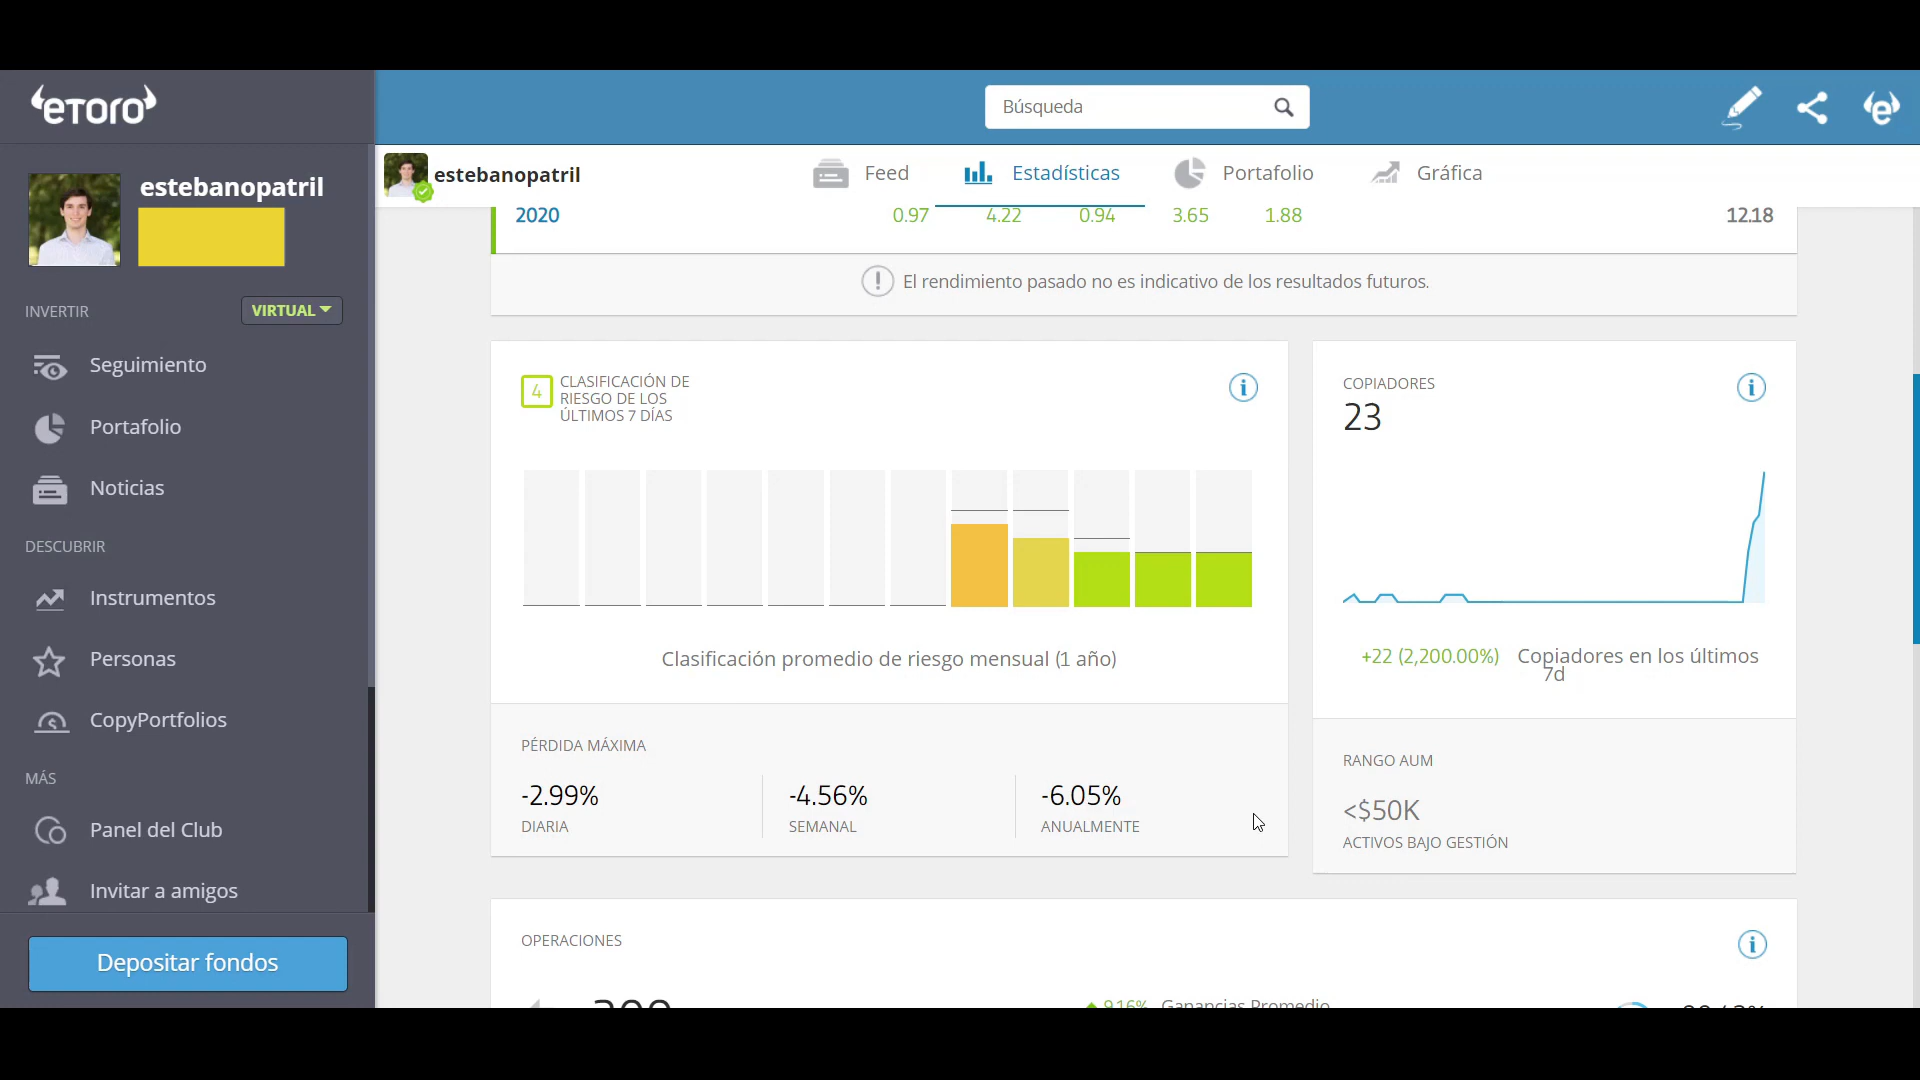 eToro
Búsqueda
estebanopatril
estebanopatril
Feed
Estadísticas
Portafolio
Gráfica
2020
0.97
4.22
0.94
3.65
1.88
12.18
El rendimiento pasado no es indicativo de los resultados futuros.
INVERTIR
VIRTUAL
Seguimiento
Portafolio
Noticias
DESCUBRIR
Instrumentos
Personas
CopyPortfolios
MÁS
Panel del Club
Invitar a amigos
Depositar fondos
4
CLASIFICACIÓN DE
RIESGO DE LOS
ÚLTIMOS 7 DÍAS
Clasificación promedio de riesgo mensual (1 año)
PÉRDIDA MÁXIMA
-2.99%
DIARIA
-4.56%
SEMANAL
-6.05%
ANUALMENTE
COPIADORES
23
+22 (2,200.00%) Copiadores en los últimos
7d
RANGO AUM
<$50K
ACTIVOS BAJO GESTIÓN
OPERACIONES
9.16% Ganancias Promedio